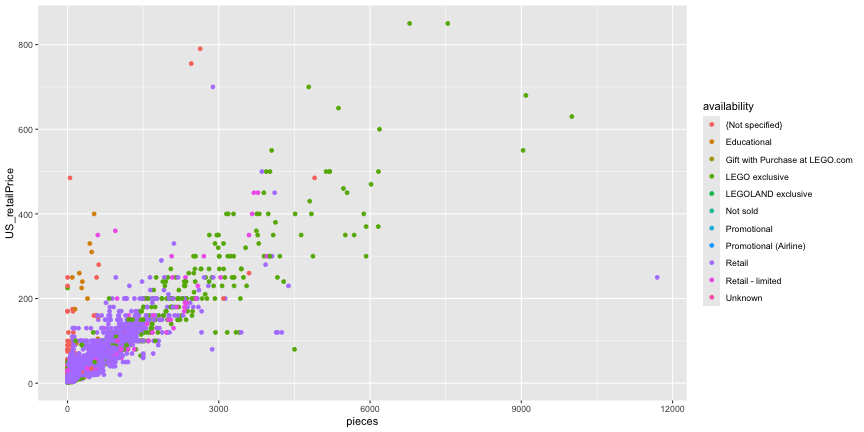 800
600
400
200
0
US_retailPrice
0 3000 6000 9000 12000
pieces
availability
{Not specified}
Educational
Gift with Purchase at LEGO.com
LEGO exclusive
LEGOLAND exclusive
Not sold
Promotional
Promotional (Airline)
Retail
Retail - limited
Unknown